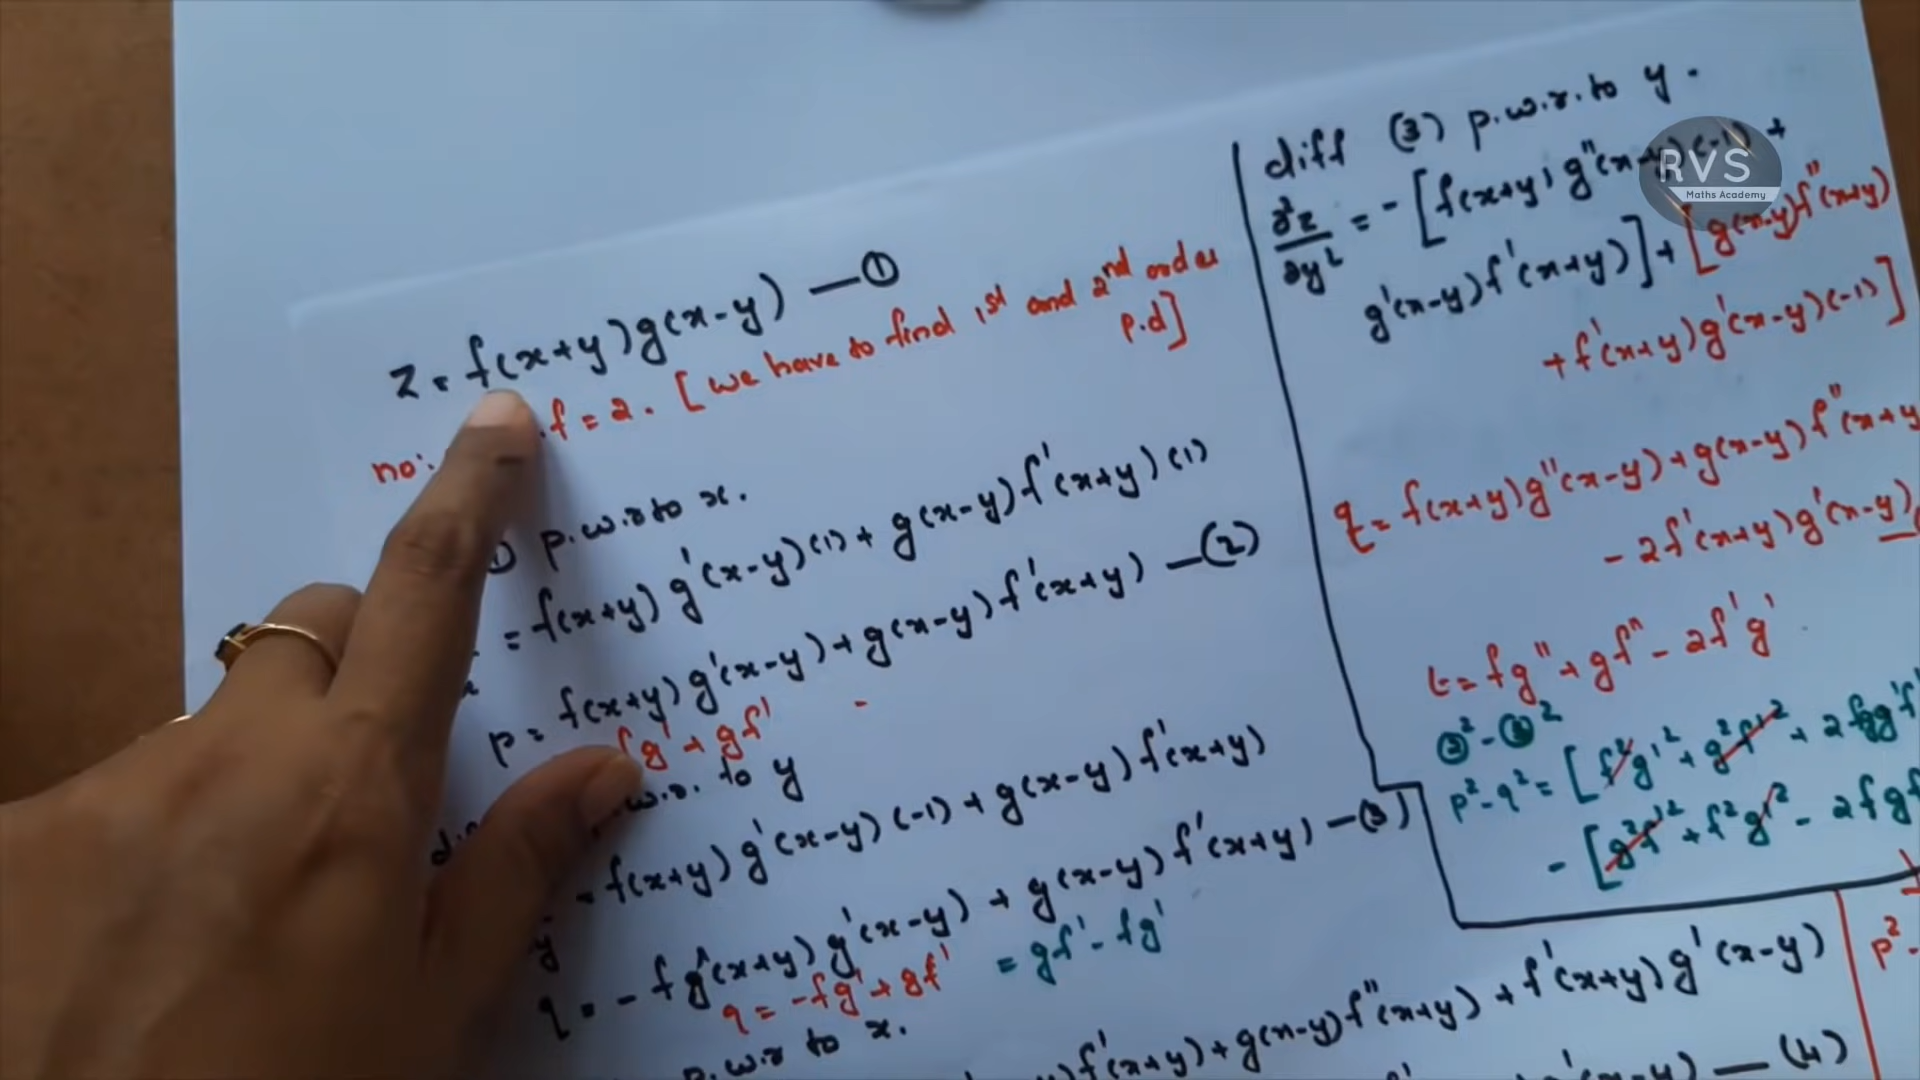 z = f(x+y)g(x-y) —①
no: .f = 2. [we have to find 1st and 2nd order
p.d]
① p.w.r to x.
= f(x+y) g'(x-y)(1) + g(x-y)f'(x+y)(1)
p = f(x+y) g'(x-y) + g(x-y) f'(x+y) —(2)
fg' + gf'
w.r. to y
= f(x+y) g'(x-y)(-1) + g(x-y) f'(x+y)
q = - f(x+y) g'(x-y) + g(x-y) f'(x+y) —(3)
q = -fg' + gf' = gf' - fg'
p.w.r to x.
f'(x+y) + g(x-y)f''(x+y) + f'(x+y) g'(x-y)
—(4)
diff (3) p.w.r. to y.
∂²z/∂y² = - [f(x+y) g''(x-y)(-1) +
g'(x-y) f'(x+y)] + [g(x-y)f''(x+y)
+ f'(x+y) g'(x-y)(-1)]
t = f(x+y)g''(x-y) + g(x-y) f''(x+y
- 2f'(x+y) g'(x-y)
t = fg'' + gf'' - 2f'g'
②² - ③²
p² - q² = [f²g'² + g²f'² + 2fgg'f'
- [g²f'² + f²g'² - 2fgf
p² -
RVS
Maths Academy